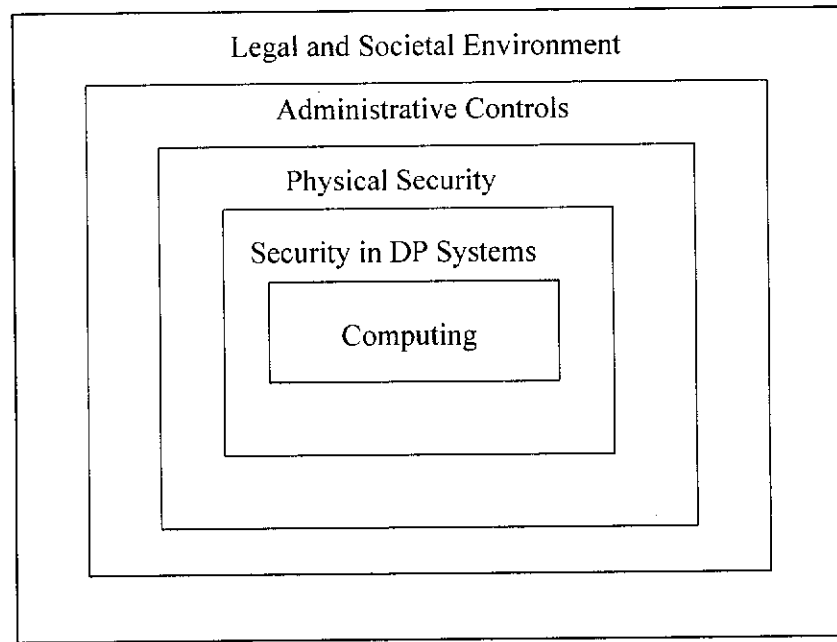 Legal and Societal Environment
Administrative Controls
Physical Security
Security in DP Systems
Computing